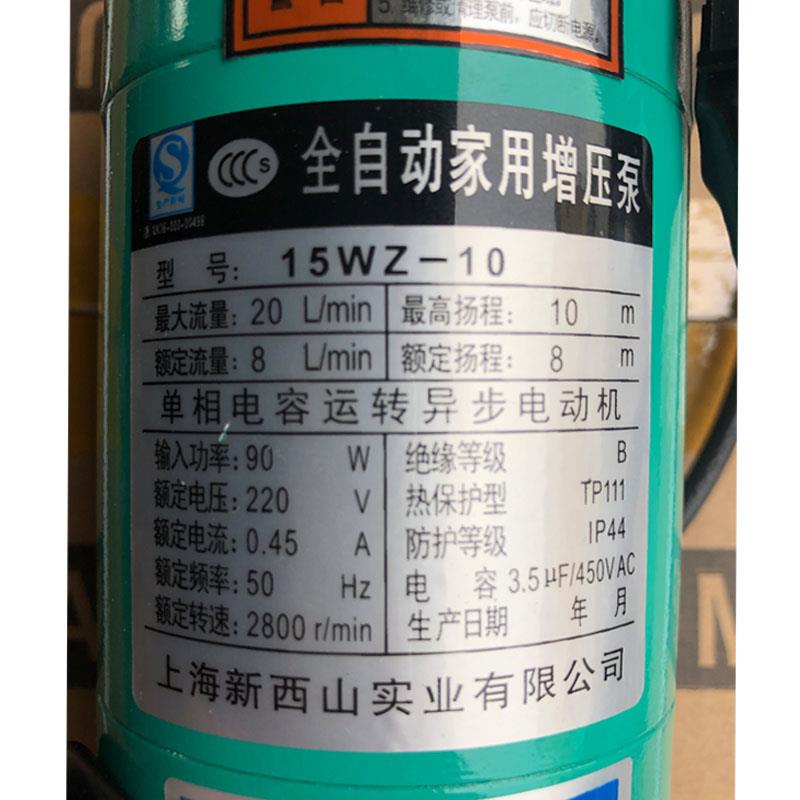 5. 维修或清理泵前，应切断电源。
CCC S 全自动家用增压泵
型 号: 15WZ-10
最大流量: 20 L/min 最高扬程: 10 m
额定流量: 8 L/min 额定扬程: 8 m
单相电容运转异步电动机
输入功率: 90 W 绝缘等级 B
额定电压: 220 V 热保护型 TP111
额定电流: 0.45 A 防护等级 IP44
额定频率: 50 Hz 电 容 3.5μF/450VAC
额定转速: 2800 r/min 生产日期 年 月
上海新西山实业有限公司